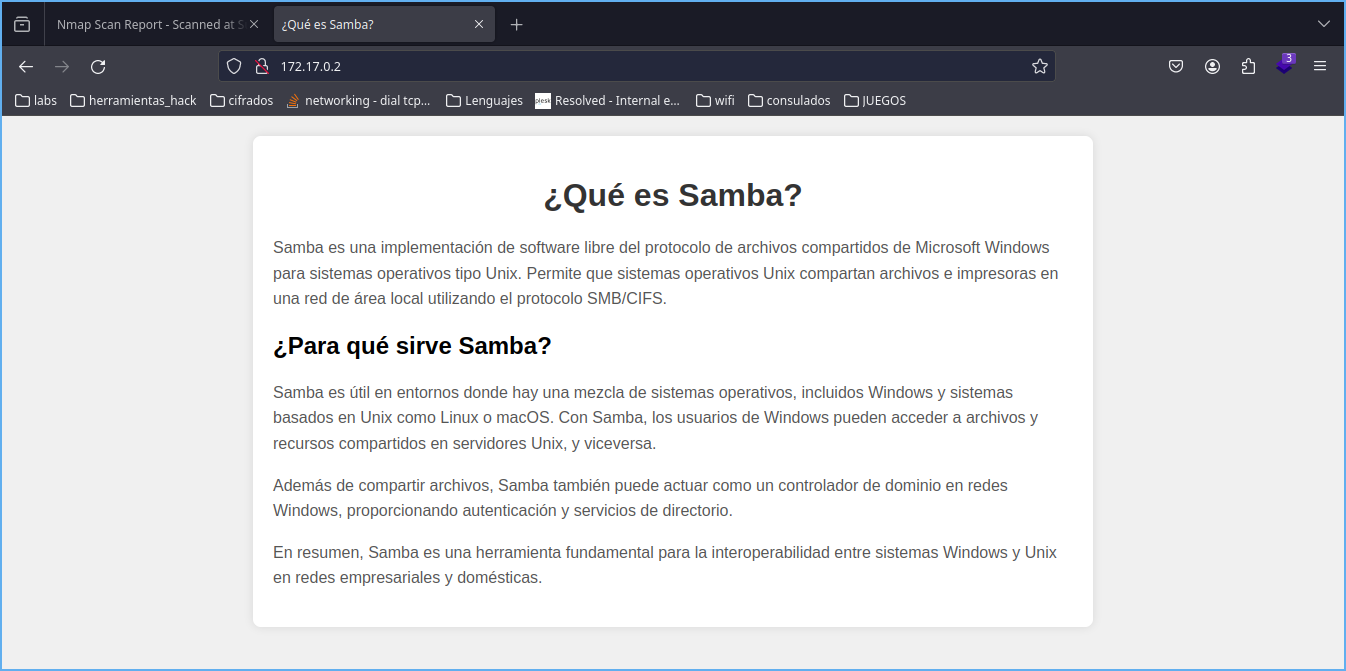 Nmap Scan Report - Scanned at S
¿Qué es Samba?
172.17.0.2
3
labs
herramientas_hack
cifrados
networking - dial tcp...
Lenguajes
plesk
Resolved - Internal e...
wifi
consulados
JUEGOS
¿Qué es Samba?
Samba es una implementación de software libre del protocolo de archivos compartidos de Microsoft Windows
para sistemas operativos tipo Unix. Permite que sistemas operativos Unix compartan archivos e impresoras en
una red de área local utilizando el protocolo SMB/CIFS.
¿Para qué sirve Samba?
Samba es útil en entornos donde hay una mezcla de sistemas operativos, incluidos Windows y sistemas
basados en Unix como Linux o macOS. Con Samba, los usuarios de Windows pueden acceder a archivos y
recursos compartidos en servidores Unix, y viceversa.
Además de compartir archivos, Samba también puede actuar como un controlador de dominio en redes
Windows, proporcionando autenticación y servicios de directorio.
En resumen, Samba es una herramienta fundamental para la interoperabilidad entre sistemas Windows y Unix
en redes empresariales y domésticas.